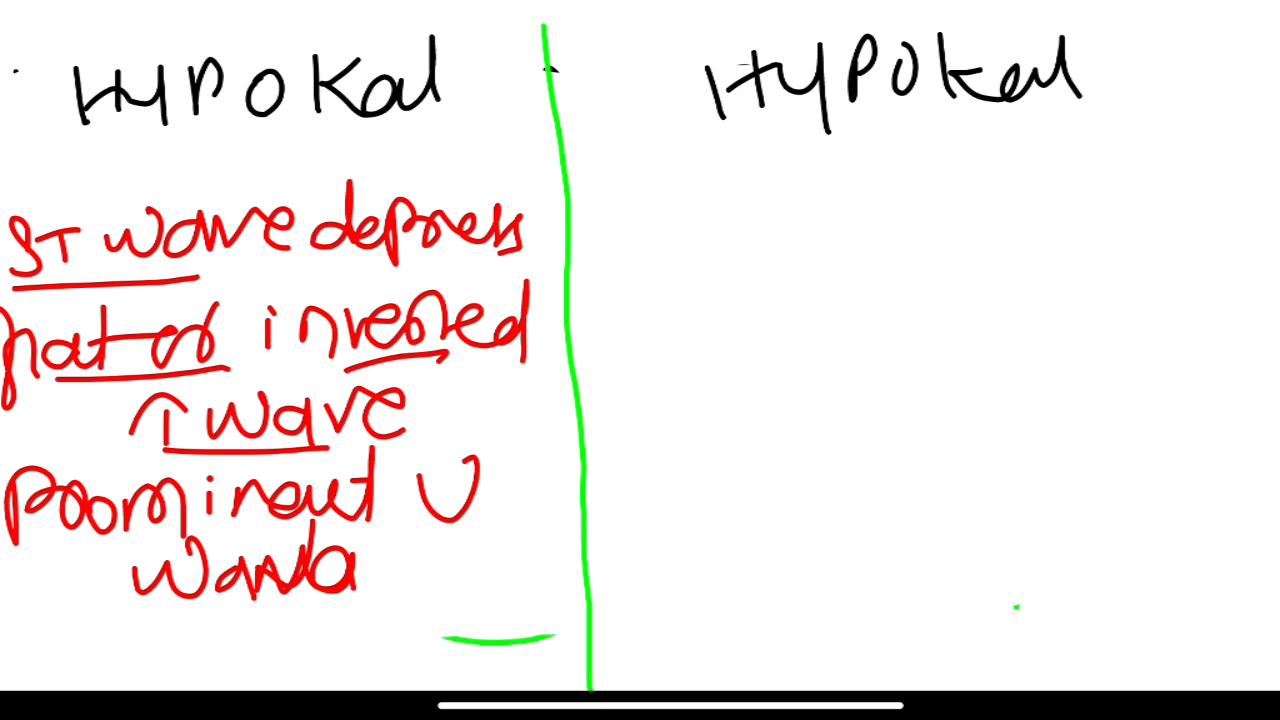 HYPOKal
HYPOKal
ST wave depress
flat or inverted
T wave
Prominent U
wave